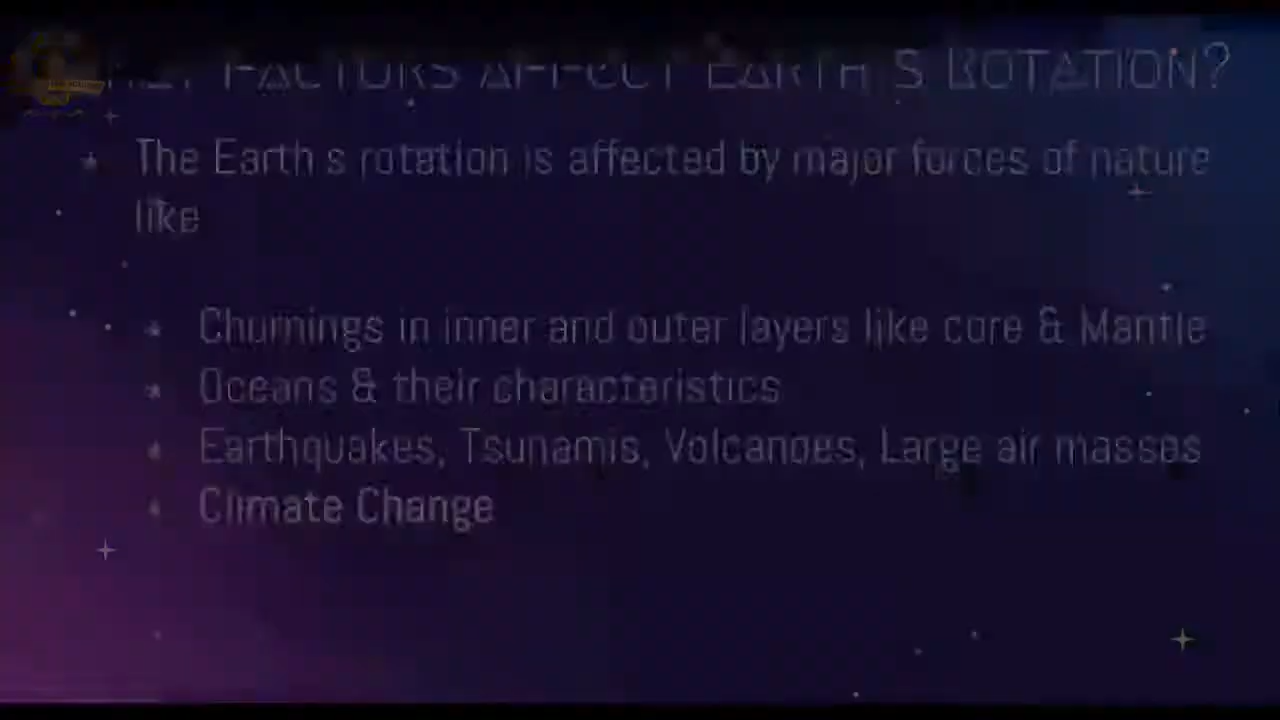 FACTORS AFFECT EARTH'S ROTATION?
The Earth's rotation is affected by major forces of nature
like
Churnings in inner and outer layers like core & Mantle
Oceans & their characteristics
Earthquakes, Tsunamis, Volcanoes, Large air masses
Climate Change